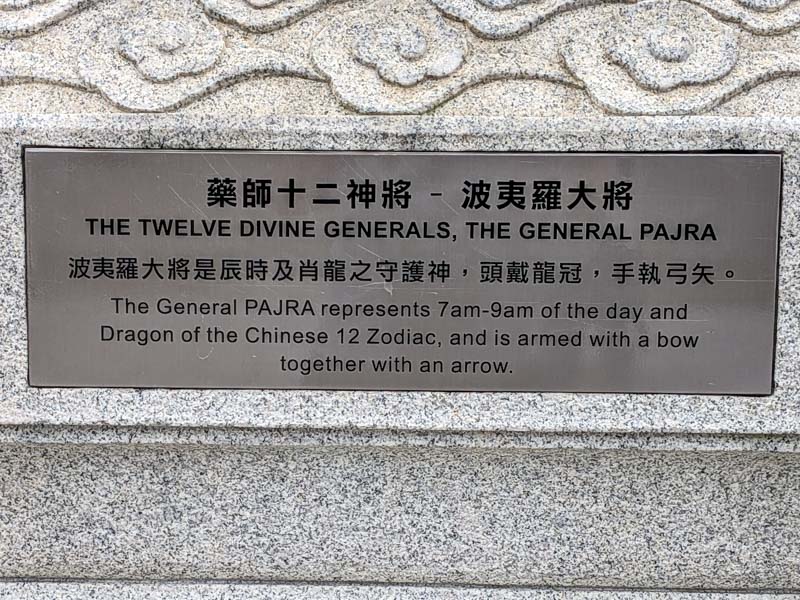 藥師十二神將 – 波夷羅大將
THE TWELVE DIVINE GENERALS, THE GENERAL PAJRA
波夷羅大將是辰時及肖龍之守護神，頭戴龍冠，手執弓矢。
The General PAJRA represents 7am-9am of the day and
Dragon of the Chinese 12 Zodiac, and is armed with a bow
together with an arrow.